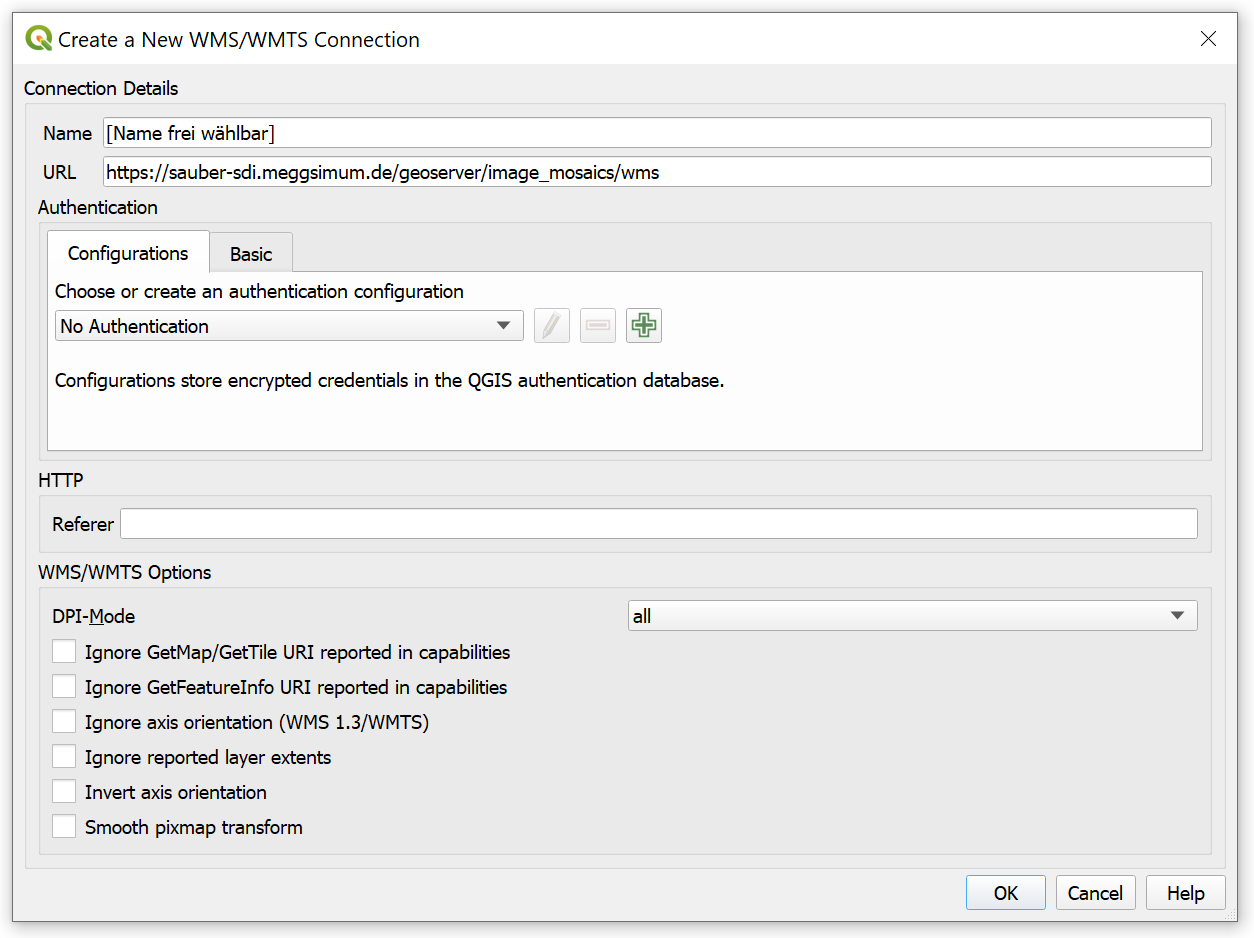 Create a New WMS/WMTS Connection
Connection Details
Name [Name frei wählbar]
URL https://sauber-sdi.meggsimum.de/geoserver/image_mosaics/wms
Authentication
Configurations Basic
Choose or create an authentication configuration
No Authentication
Configurations store encrypted credentials in the QGIS authentication database.
HTTP
Referer
WMS/WMTS Options
DPI-Mode all
Ignore GetMap/GetTile URI reported in capabilities
Ignore GetFeatureInfo URI reported in capabilities
Ignore axis orientation (WMS 1.3/WMTS)
Ignore reported layer extents
Invert axis orientation
Smooth pixmap transform
OK Cancel Help